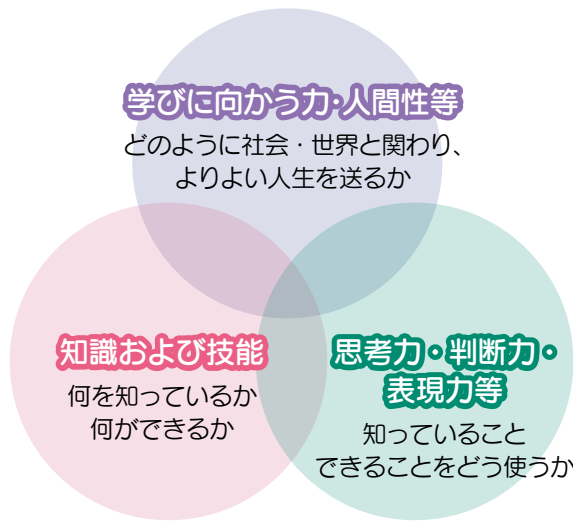 学びに向かう力・人間性等
どのように社会・世界と関わり、
よりよい人生を送るか
知識および技能
何を知っているか
何ができるか
思考力・判断力・
表現力等
知っていること
できることをどう使うか